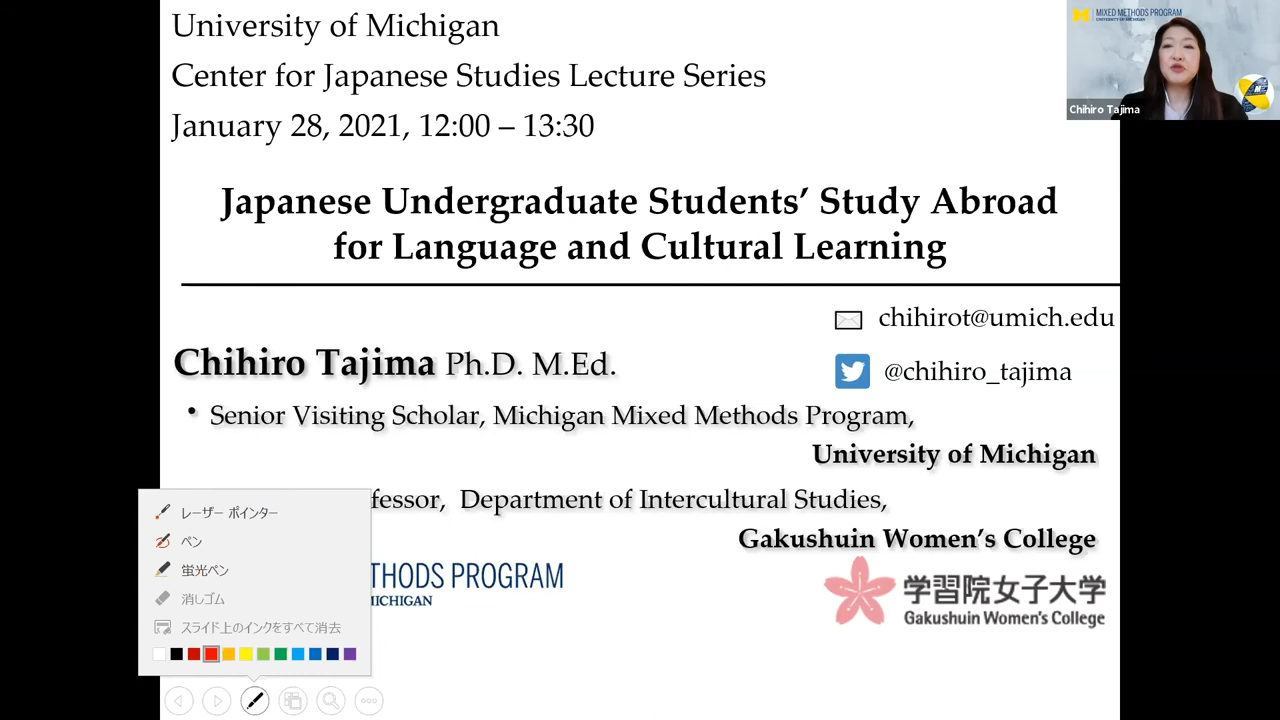 University of Michigan
Center for Japanese Studies Lecture Series
January 28, 2021, 12:00 – 13:30
MIXED METHODS PROGRAM
UNIVERSITY OF MICHIGAN
Chihiro Tajima
Japanese Undergraduate Students’ Study Abroad
for Language and Cultural Learning
chihirot@umich.edu
Chihiro Tajima Ph.D. M.Ed.
@chihiro_tajima
• Senior Visiting Scholar, Michigan Mixed Methods Program,
University of Michigan
fessor, Department of Intercultural Studies,
Gakushuin Women’s College
THODS PROGRAM
MICHIGAN
学習院女子大学
Gakushuin Women's College
レーザー ポインター
ペン
蛍光ペン
消しゴム
スライド上のインクをすべて消去